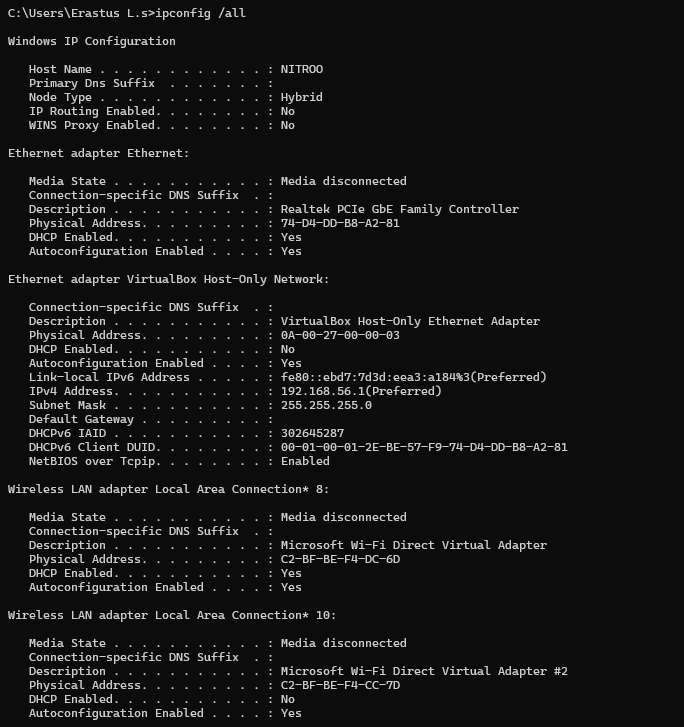 C:\Users\Erastus L.s>ipconfig /all
Windows IP Configuration
Host Name . . . . . . . . . . . . : NITROO
Primary Dns Suffix  . . . . . . . :
Node Type . . . . . . . . . . . . : Hybrid
IP Routing Enabled. . . . . . . . : No
WINS Proxy Enabled. . . . . . . . : No
Ethernet adapter Ethernet:
Media State . . . . . . . . . . . : Media disconnected
Connection-specific DNS Suffix  . :
Description . . . . . . . . . . . : Realtek PCIe GbE Family Controller
Physical Address. . . . . . . . . : 74-D4-DD-B8-A2-81
DHCP Enabled. . . . . . . . . . . : Yes
Autoconfiguration Enabled . . . . : Yes
Ethernet adapter VirtualBox Host-Only Network:
Connection-specific DNS Suffix  . :
Description . . . . . . . . . . . : VirtualBox Host-Only Ethernet Adapter
Physical Address. . . . . . . . . : 0A-00-27-00-00-03
DHCP Enabled. . . . . . . . . . . : No
Autoconfiguration Enabled . . . . : Yes
Link-local IPv6 Address . . . . . : fe80::ebd7:7d3d:eea3:a184%3(Preferred)
IPv4 Address. . . . . . . . . . . : 192.168.56.1(Preferred)
Subnet Mask . . . . . . . . . . . : 255.255.255.0
Default Gateway . . . . . . . . . :
DHCPv6 IAID . . . . . . . . . . . : 302645287
DHCPv6 Client DUID. . . . . . . . : 00-01-00-01-2E-BE-57-F9-74-D4-DD-B8-A2-81
NetBIOS over Tcpip. . . . . . . . : Enabled
Wireless LAN adapter Local Area Connection* 8:
Media State . . . . . . . . . . . : Media disconnected
Connection-specific DNS Suffix  . :
Description . . . . . . . . . . . : Microsoft Wi-Fi Direct Virtual Adapter
Physical Address. . . . . . . . . : C2-BF-BE-F4-DC-6D
DHCP Enabled. . . . . . . . . . . : Yes
Autoconfiguration Enabled . . . . : Yes
Wireless LAN adapter Local Area Connection* 10:
Media State . . . . . . . . . . . : Media disconnected
Connection-specific DNS Suffix  . :
Description . . . . . . . . . . . : Microsoft Wi-Fi Direct Virtual Adapter #2
Physical Address. . . . . . . . . : C2-BF-BE-F4-CC-7D
DHCP Enabled. . . . . . . . . . . : No
Autoconfiguration Enabled . . . . : Yes